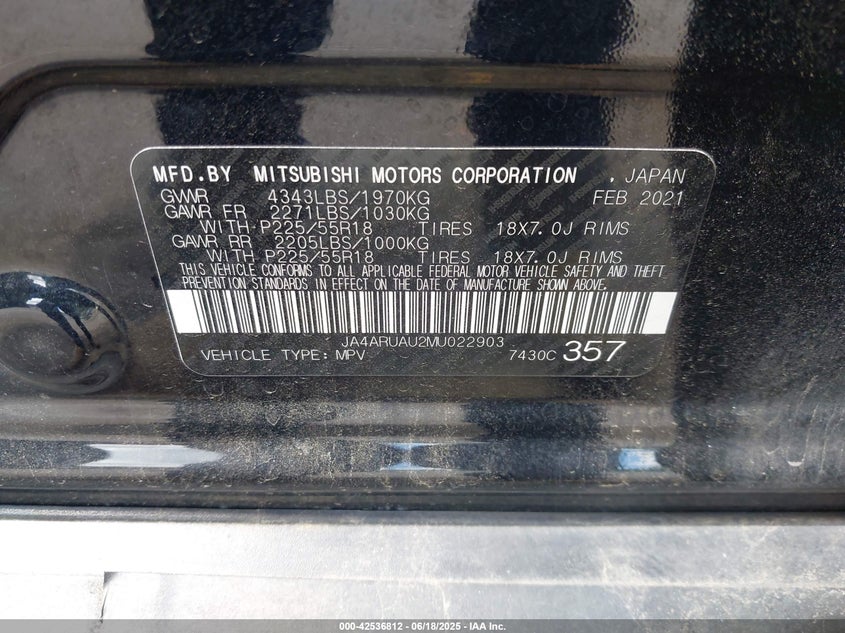 MFD.BY MITSUBISHI MOTORS CORPORATION , JAPAN
GWWR 4343LBS/1970KG FEB 2021
GAWR FR 2271LBS/1030KG
WITH P225/55R18 TIRES 18X7.0J RIMS
GAWR RR 2205LBS/1000KG
WITH P225/55R18 TIRES 18X7.0J RIMS
THIS VEHICLE CONFORMS TO ALL APPLICABLE FEDERAL MOTOR VEHICLE SAFETY AND THEFT
PREVENTION STANDARDS IN EFFECT ON THE DATE OF MANUFACTURE SHOWN ABOVE.
JA4ARUAU2MU022903
VEHICLE TYPE: MPV 7430C 357
000-42536812 / 06/18/2025 - IAA Inc.